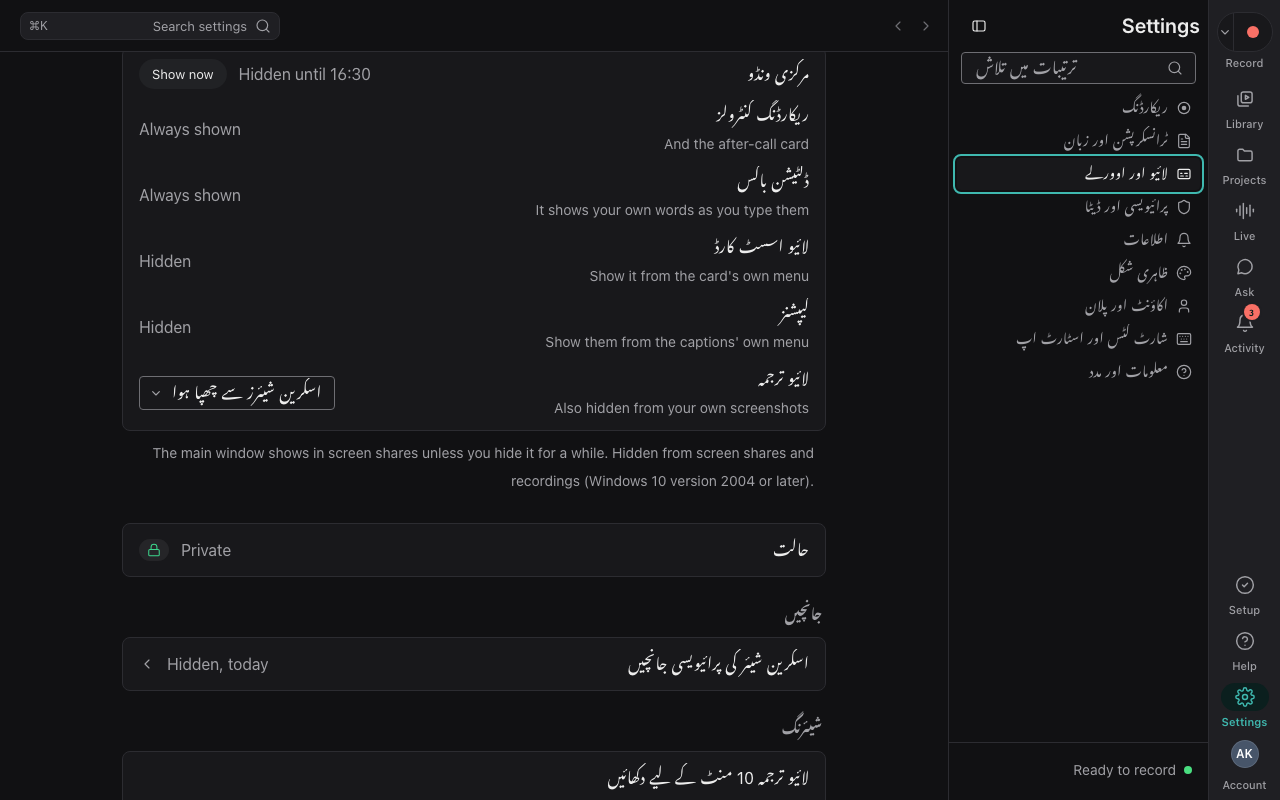 Settings
ترتیبات میں تلاش
ریکارڈنگ
ٹرانسکرپشن اور زبان
لائیو اور اوورلے
پرائیویسی اور ڈیٹا
اطلاعات
ظاہری شکل
اکاؤنٹ اور پلان
شارٹ کٹس اور اسٹارٹ اپ
معلومات اور مدد
Ready to record
Record
Library
Projects
Live
Ask
3
Activity
Setup
Help
Settings
AK
Account
⌘K
Search settings
مرکزی ونڈو
Hidden until 16:30
Show now
ریکارڈنگ کنٹرولز
And the after-call card
Always shown
ڈکٹیشن باکس
It shows your own words as you type them
Always shown
لائیو اسسٹ کارڈ
Show it from the card's own menu
Hidden
کیپشنز
Show them from the captions' own menu
Hidden
لائیو ترجمہ
Also hidden from your own screenshots
اسکرین شیئرز سے چھپا ہوا
The main window shows in screen shares unless you hide it for a while. Hidden from screen shares and
recordings (Windows 10 version 2004 or later).
حالت
Private
جانچیں
اسکرین شیئر کی پرائیویسی جانچیں
Hidden, today
شیئرنگ
لائیو ترجمہ 10 منٹ کے لیے دکھائیں